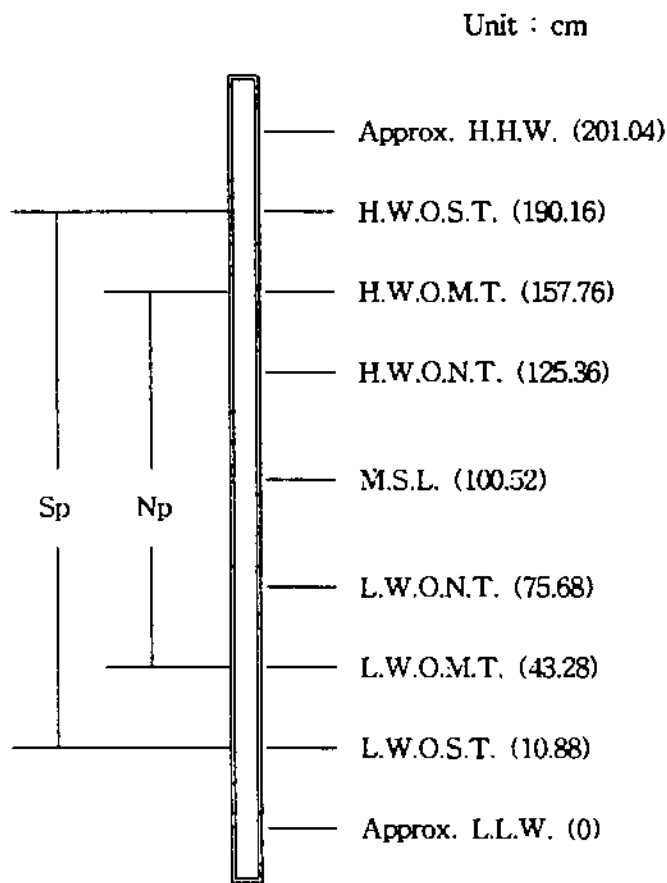 Unit : cm
Approx. H.H.W. (201.04)
H.W.O.S.T. (190.16)
H.W.O.M.T. (157.76)
H.W.O.N.T. (125.36)
M.S.L. (100.52)
Sp Np
L.W.O.N.T. (75.68)
L.W.O.M.T. (43.28)
L.W.O.S.T. (10.88)
Approx. L.L.W. (0)